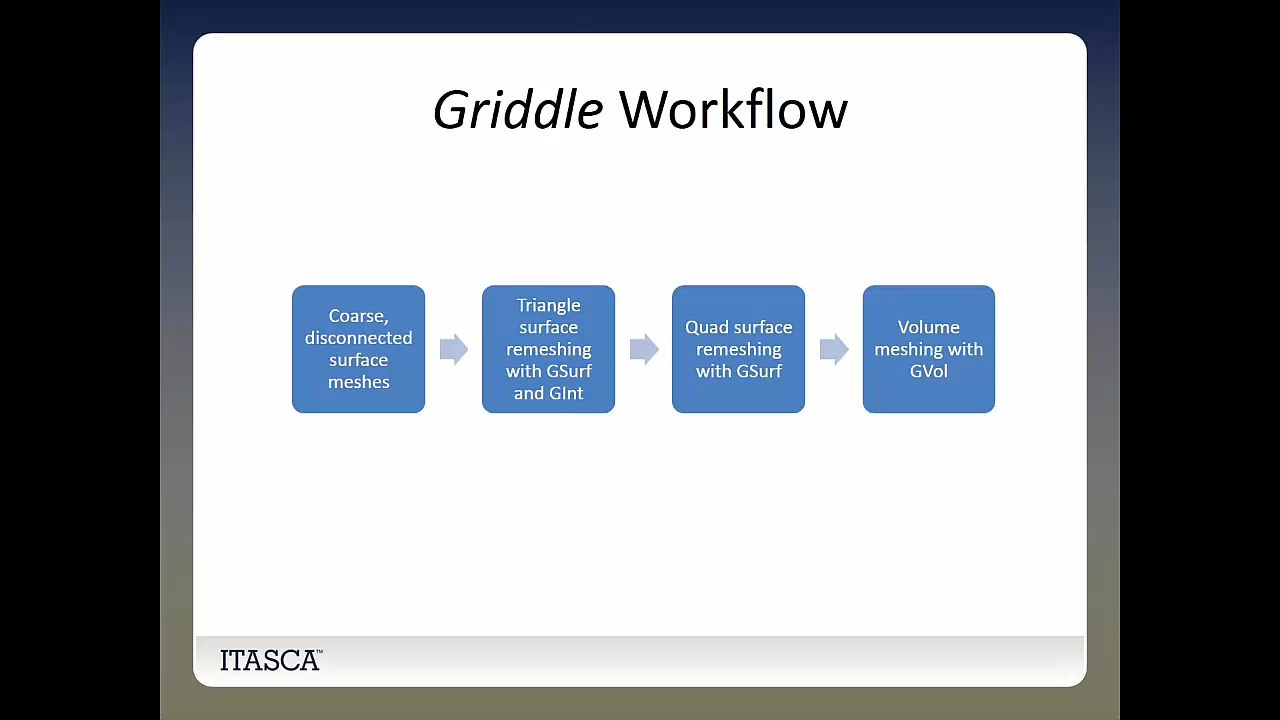 Griddle Workflow
Coarse,
disconnected
surface
meshes
Triangle
surface
remeshing
with GSurf
and GInt
Quad surface
remeshing
with GSurf
Volume
meshing with
GVol
ITASCA™